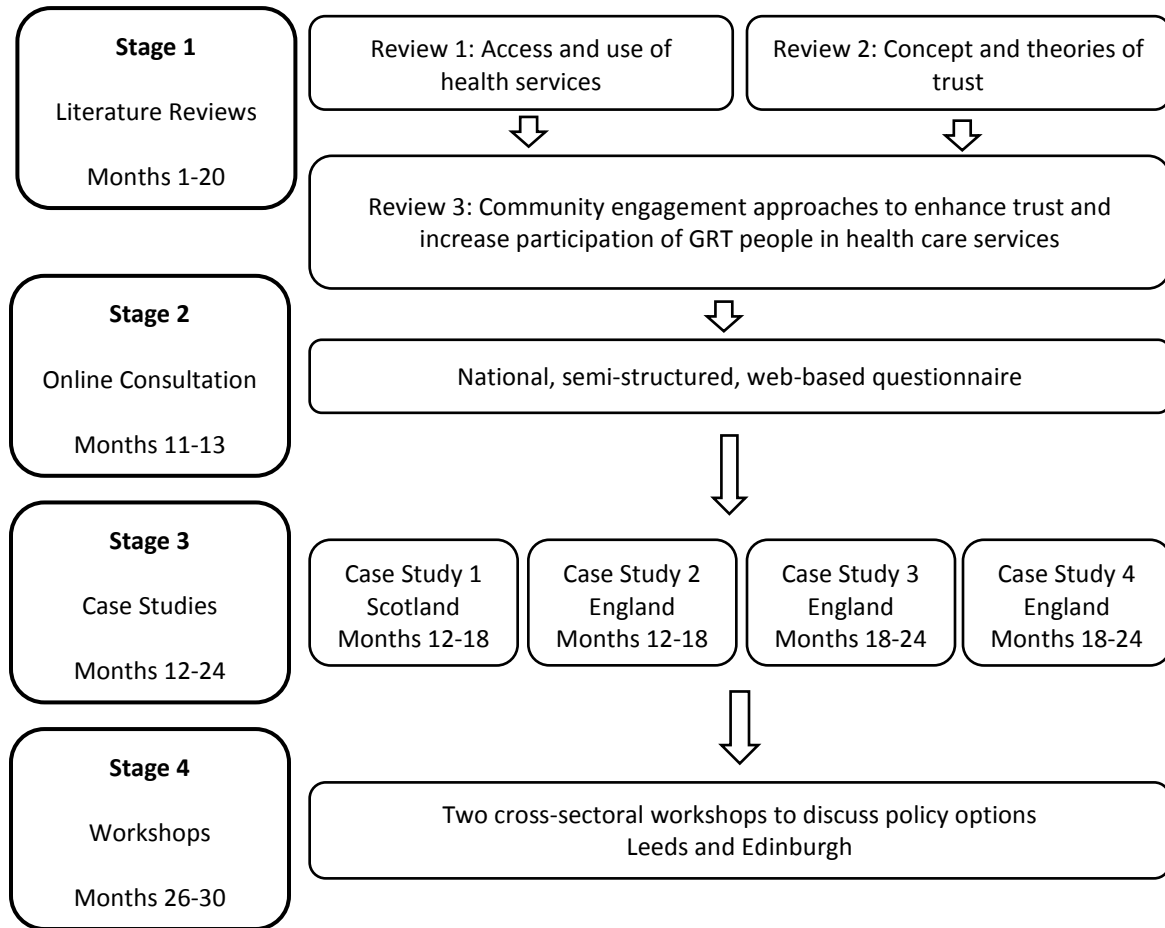 Stage 1
Literature Reviews
Months 1-20
Review 1: Access and use of
health services
Review 2: Concept and theories of
trust
Review 3: Community engagement approaches to enhance trust and
increase participation of GRT people in health care services
Stage 2
Online Consultation
Months 11-13
National, semi-structured, web-based questionnaire
Stage 3
Case Studies
Months 12-24
Case Study 1
Scotland
Months 12-18
Case Study 2
England
Months 12-18
Case Study 3
England
Months 18-24
Case Study 4
England
Months 18-24
Stage 4
Workshops
Months 26-30
Two cross-sectoral workshops to discuss policy options
Leeds and Edinburgh